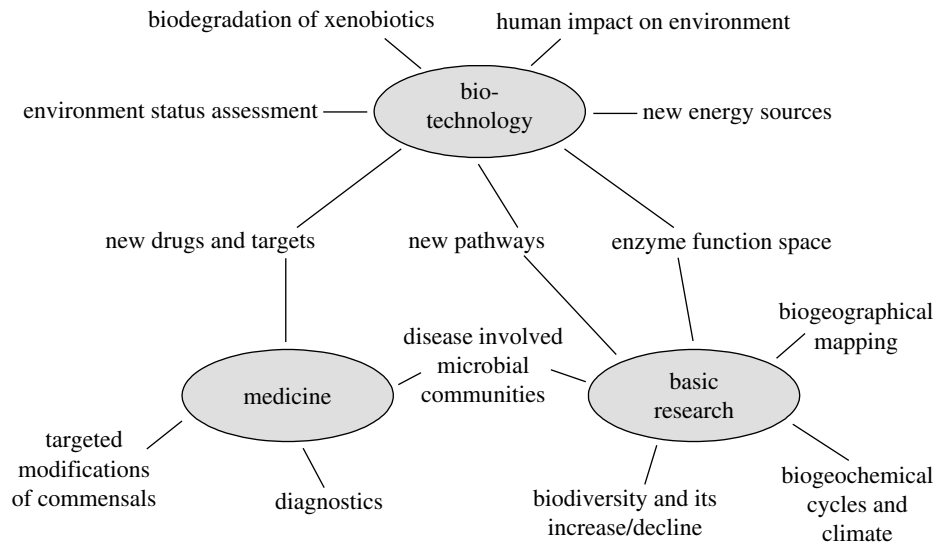 biodegradation of xenobiotics
human impact on environment
bio-
technology
environment status assessment
new energy sources
new drugs and targets
new pathways
enzyme function space
biogeographical
mapping
disease involved
microbial
communities
medicine
basic
research
targeted
modifications
of commensals
diagnostics
biodiversity and its
increase/decline
biogeochemical
cycles and
climate